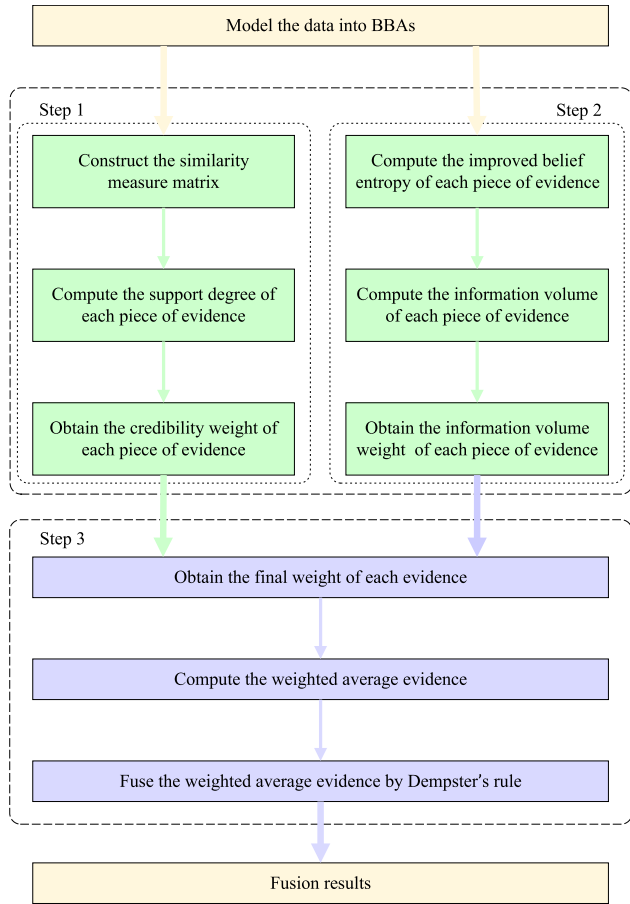 Model the data into BBAs
Step 1
Construct the similarity
measure matrix
Compute the support degree of
each piece of evidence
Obtain the credibility weight of
each piece of evidence
Step 2
Compute the improved belief
entropy of each piece of evidence
Compute the information volume
of each piece of evidence
Obtain the information volume
weight of each piece of evidence
Step 3
Obtain the final weight of each evidence
Compute the weighted average evidence
Fuse the weighted average evidence by Dempster's rule
Fusion results